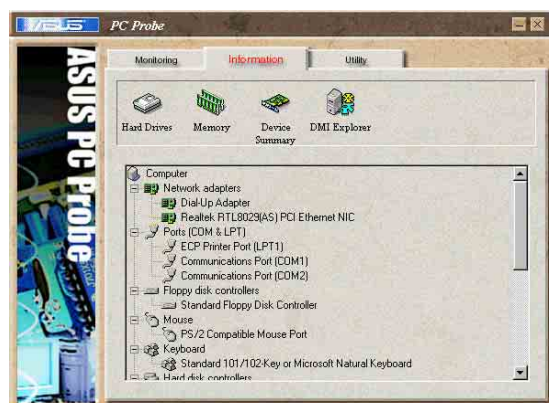 ASUS PC Probe
Monitoring Information Utility
ASUS PC Probe
Hard Drives Memory Device Summary DMI Explorer
Computer
Network adapters
Dial-Up Adapter
Realtek RTL8029(AS) PCI Ethernet NIC
Ports (COM & LPT)
ECP Printer Port (LPT1)
Communications Port (COM1)
Communications Port (COM2)
Floppy disk controllers
Standard Floppy Disk Controller
Mouse
PS/2 Compatible Mouse Port
Keyboard
Standard 101/102-Key or Microsoft Natural Keyboard
Hard disk controllers